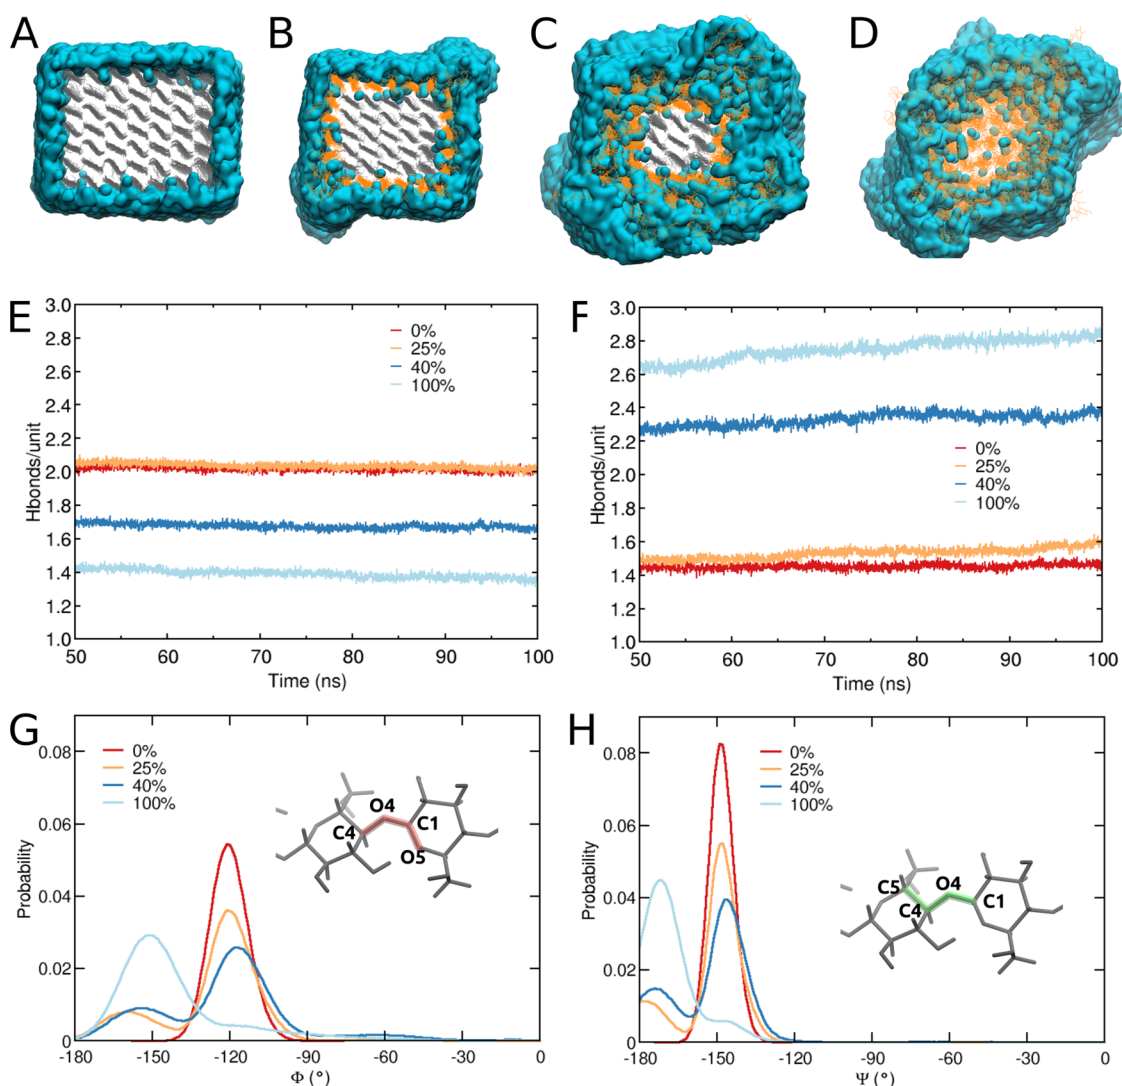 A B C D
E
3.0
2.8
2.6
2.4
2.2
2.0
1.8
1.6
1.4
1.2
1.0
Hbonds/unit
0%
25%
40%
100%
50 60 70 80 90 100
Time (ns)
F
3.0
2.8
2.6
2.4
2.2
2.0
1.8
1.6
1.4
1.2
1.0
Hbonds/unit
0%
25%
40%
100%
50 60 70 80 90 100
Time (ns)
G
0.08
0.06
0.04
0.02
0
Probability
0%
25%
40%
100%
O4
C4
C1
O5
-180 -150 -120 -90 -60 -30 0
Φ (°)
H
0.08
0.06
0.04
0.02
0
Probability
0%
25%
40%
100%
C5
O4
C4
C1
-180 -150 -120 -90 -60 -30 0
Ψ (°)